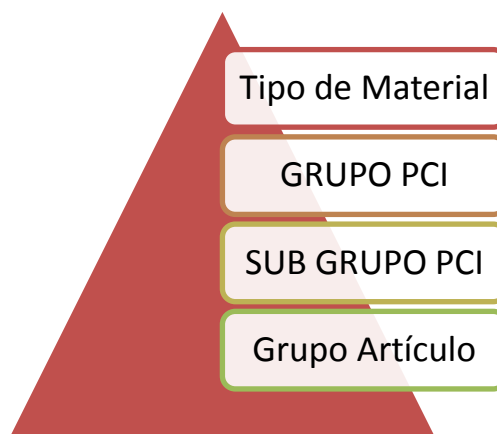 Tipo de Material
GRUPO PCI
SUB GRUPO PCI
Grupo Artículo